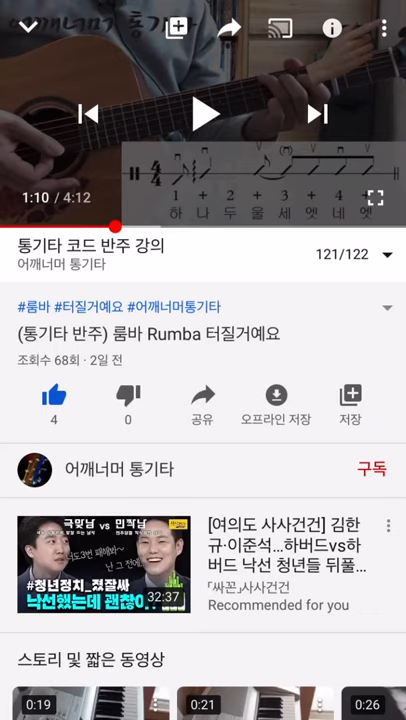 어깨너머 통기타
1:10 / 4:12
4
4
1 + 2 + 3 + 4 +
하 나 두 울 세 엣 네 엣
통기타 코드 반주 강의
어깨너머 통기타
121/122
#룸바 #터질거예요 #어깨너머통기타
(통기타 반주) 룸바 Rumba 터질거예요
조회수 68회 · 2일 전
4
0
공유
오프라인 저장
저장
어깨너머 통기타
구독
극맞남 vs 민작남
#청년정치_졌잘싸
낙선했는데 괜찮아?
32:37
[여의도 사사건건] 김한
규·이준석...하버드vs하
버드 낙선 청년들 뒤풀...
「싸꼰」사사건건
Recommended for you
스토리 및 짧은 동영상
0:19
0:21
0:26